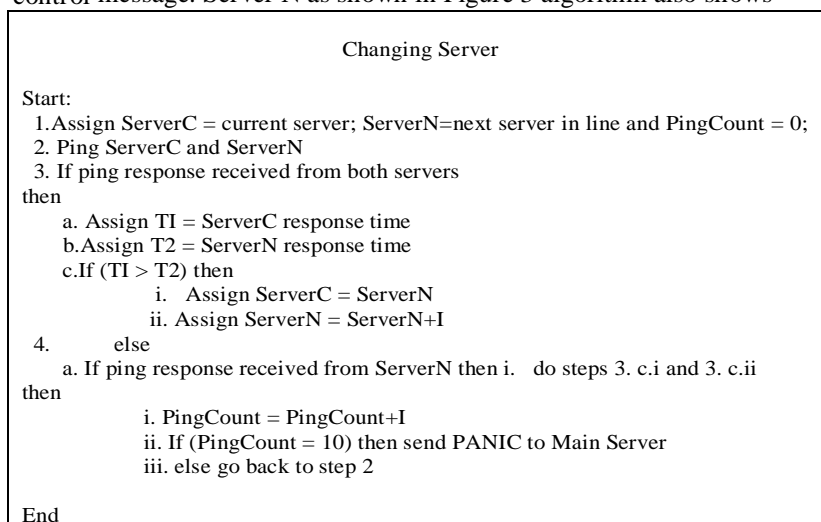 control message. Server N as shown in Figure 3 algorithm also shows
Changing Server
Start:
1.Assign ServerC = current server; ServerN=next server in line and PingCount = 0;
2. Ping ServerC and ServerN
3. If ping response received from both servers
then
a. Assign TI = ServerC response time
b.Assign T2 = ServerN response time
c.If (TI > T2) then
i. Assign ServerC = ServerN
ii. Assign ServerN = ServerN+I
4. else
a. If ping response received from ServerN then i. do steps 3. c.i and 3. c.ii
then
i. PingCount = PingCount+I
ii. If (PingCount = 10) then send PANIC to Main Server
iii. else go back to step 2
End